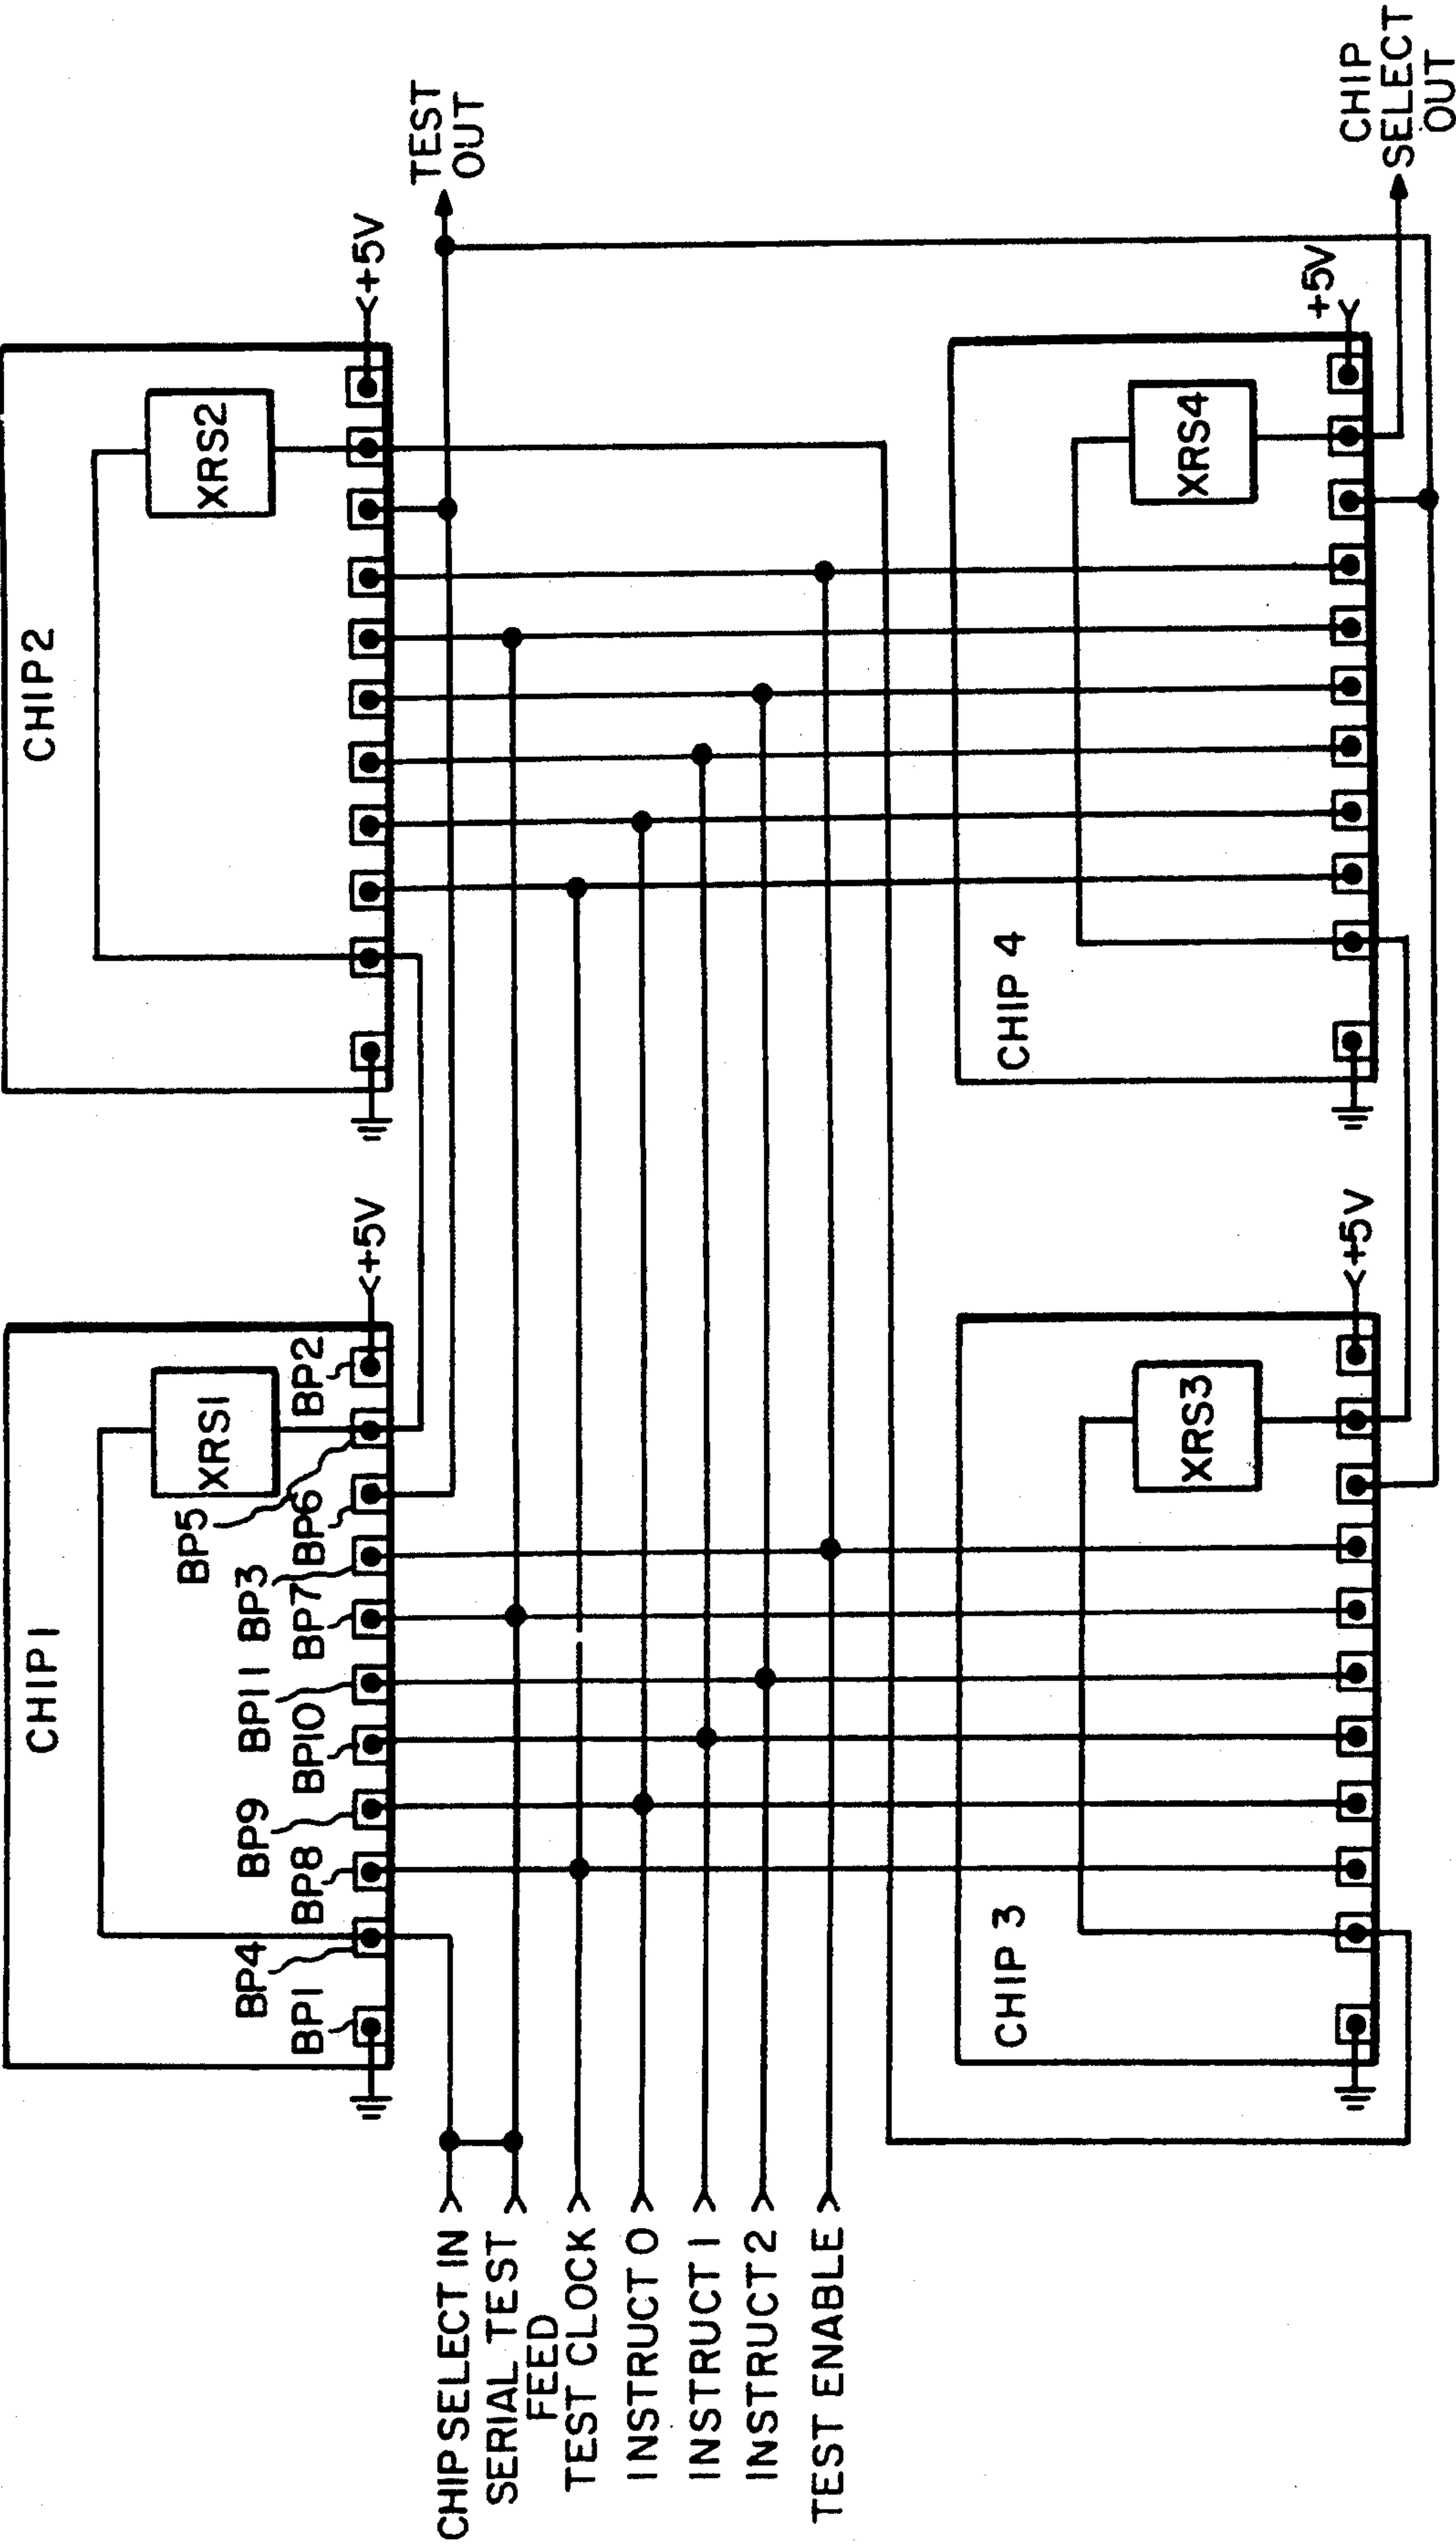 CHIP1
XRS1
BP1
BP4
BP8
BP9
BP10
BP11
BP7
BP3
BP6
BP5
BP2
<+5V
CHIP2
XRS2
<+5V
TEST
OUT
CHIP SELECT IN
SERIAL TEST
FEED
TEST CLOCK
INSTRUCT 0
INSTRUCT 1
INSTRUCT 2
TEST ENABLE
CHIP 3
XRS3
<+5V
CHIP 4
XRS4
+5V
CHIP
SELECT
OUT